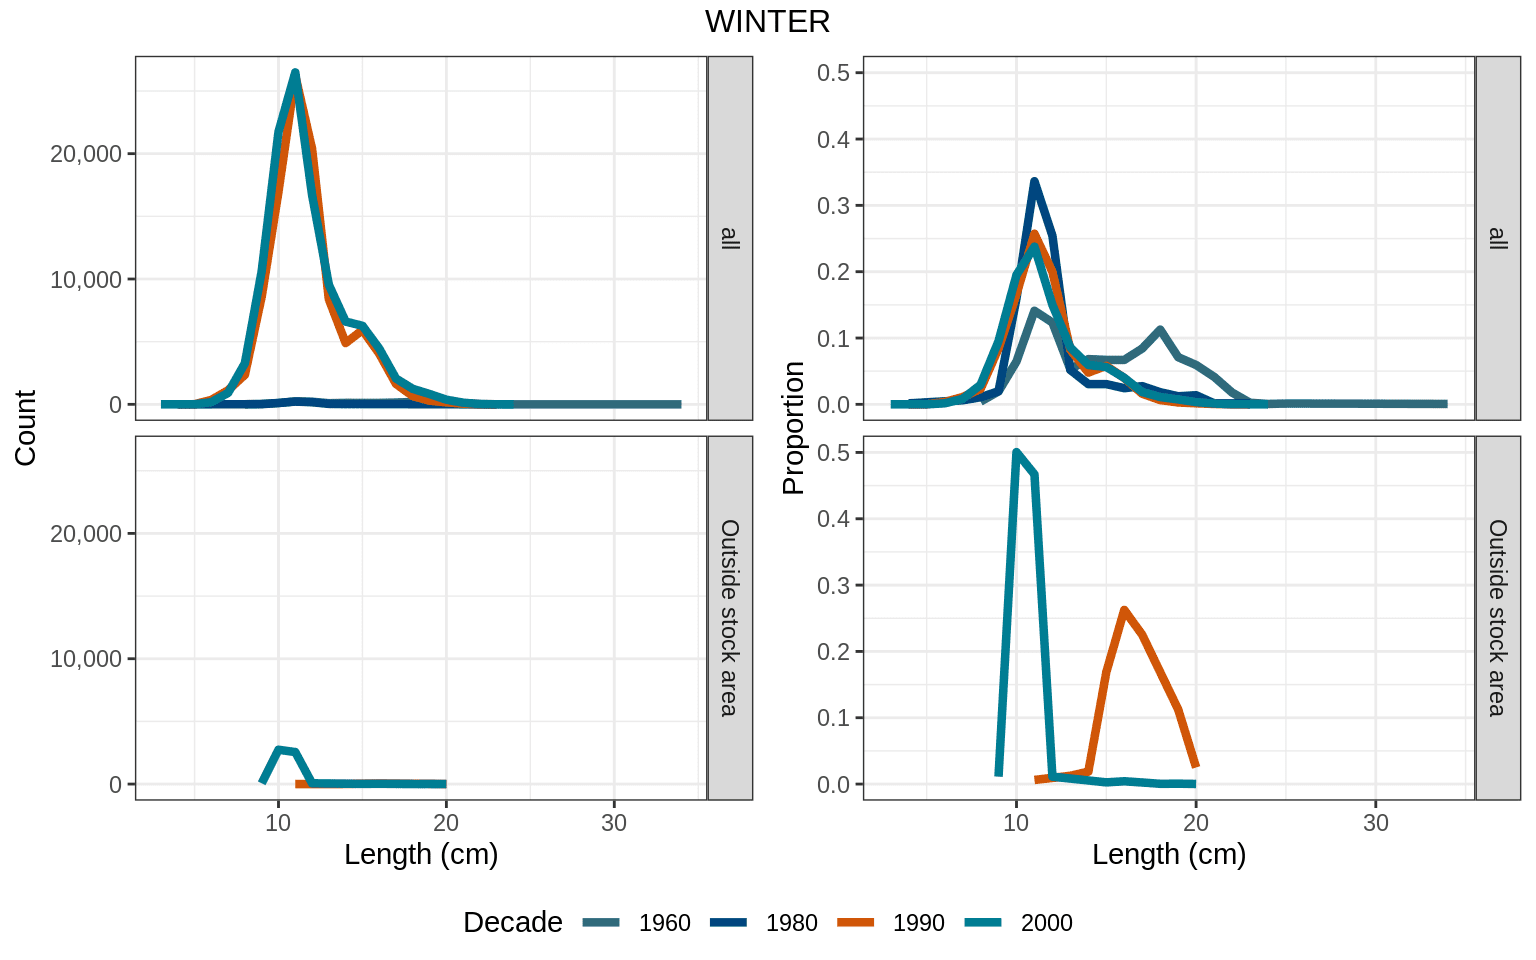 WINTER
Count
20,000
10,000
0
all
20,000
10,000
0
Outside stock area
10 20 30
Length (cm)
Proportion
0.5
0.4
0.3
0.2
0.1
0.0
all
0.5
0.4
0.3
0.2
0.1
0.0
Outside stock area
10 20 30
Length (cm)
Decade 1960 1980 1990 2000